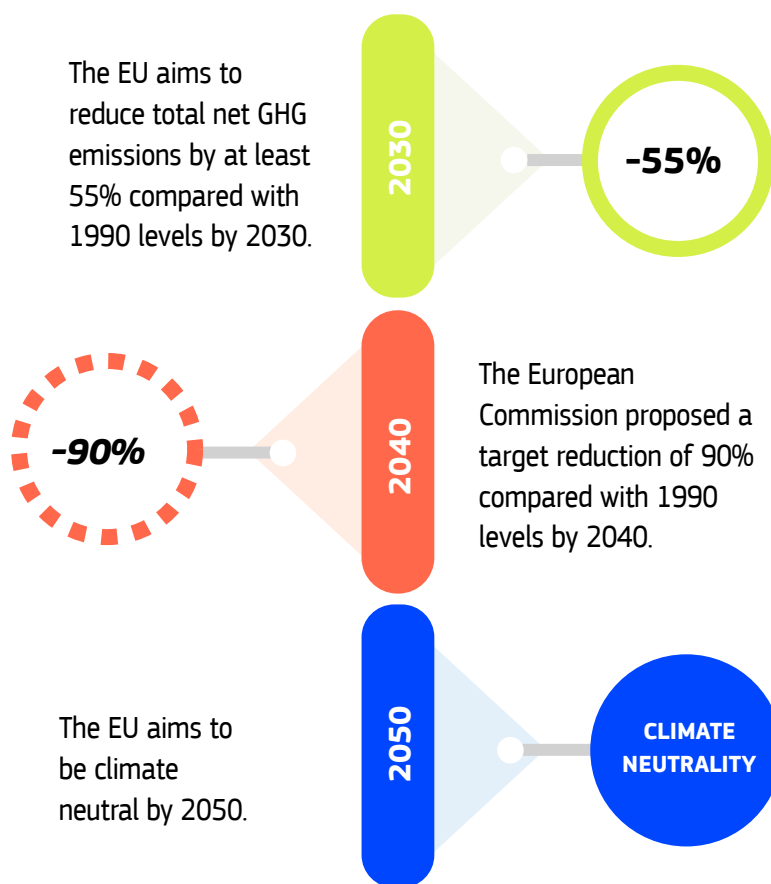 The EU aims to
reduce total net GHG
emissions by at least
55% compared with
1990 levels by 2030.
2030
-55%
-90%
2040
The European
Commission proposed a
target reduction of 90%
compared with 1990
levels by 2040.
The EU aims to
be climate
neutral by 2050.
2050
CLIMATE
NEUTRALITY